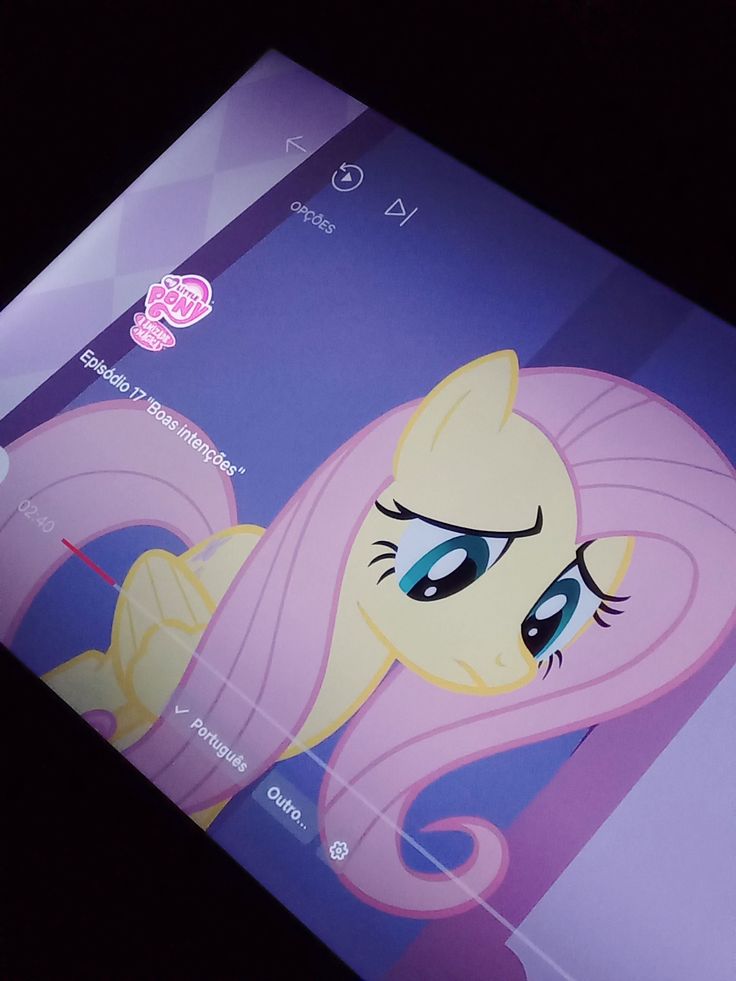 OPÇÕES
MY LITTLE
PONY
A AMIZADE
É MÁGICA
Episódio 17 "Boas intenções"
02:40
Português
Outro...